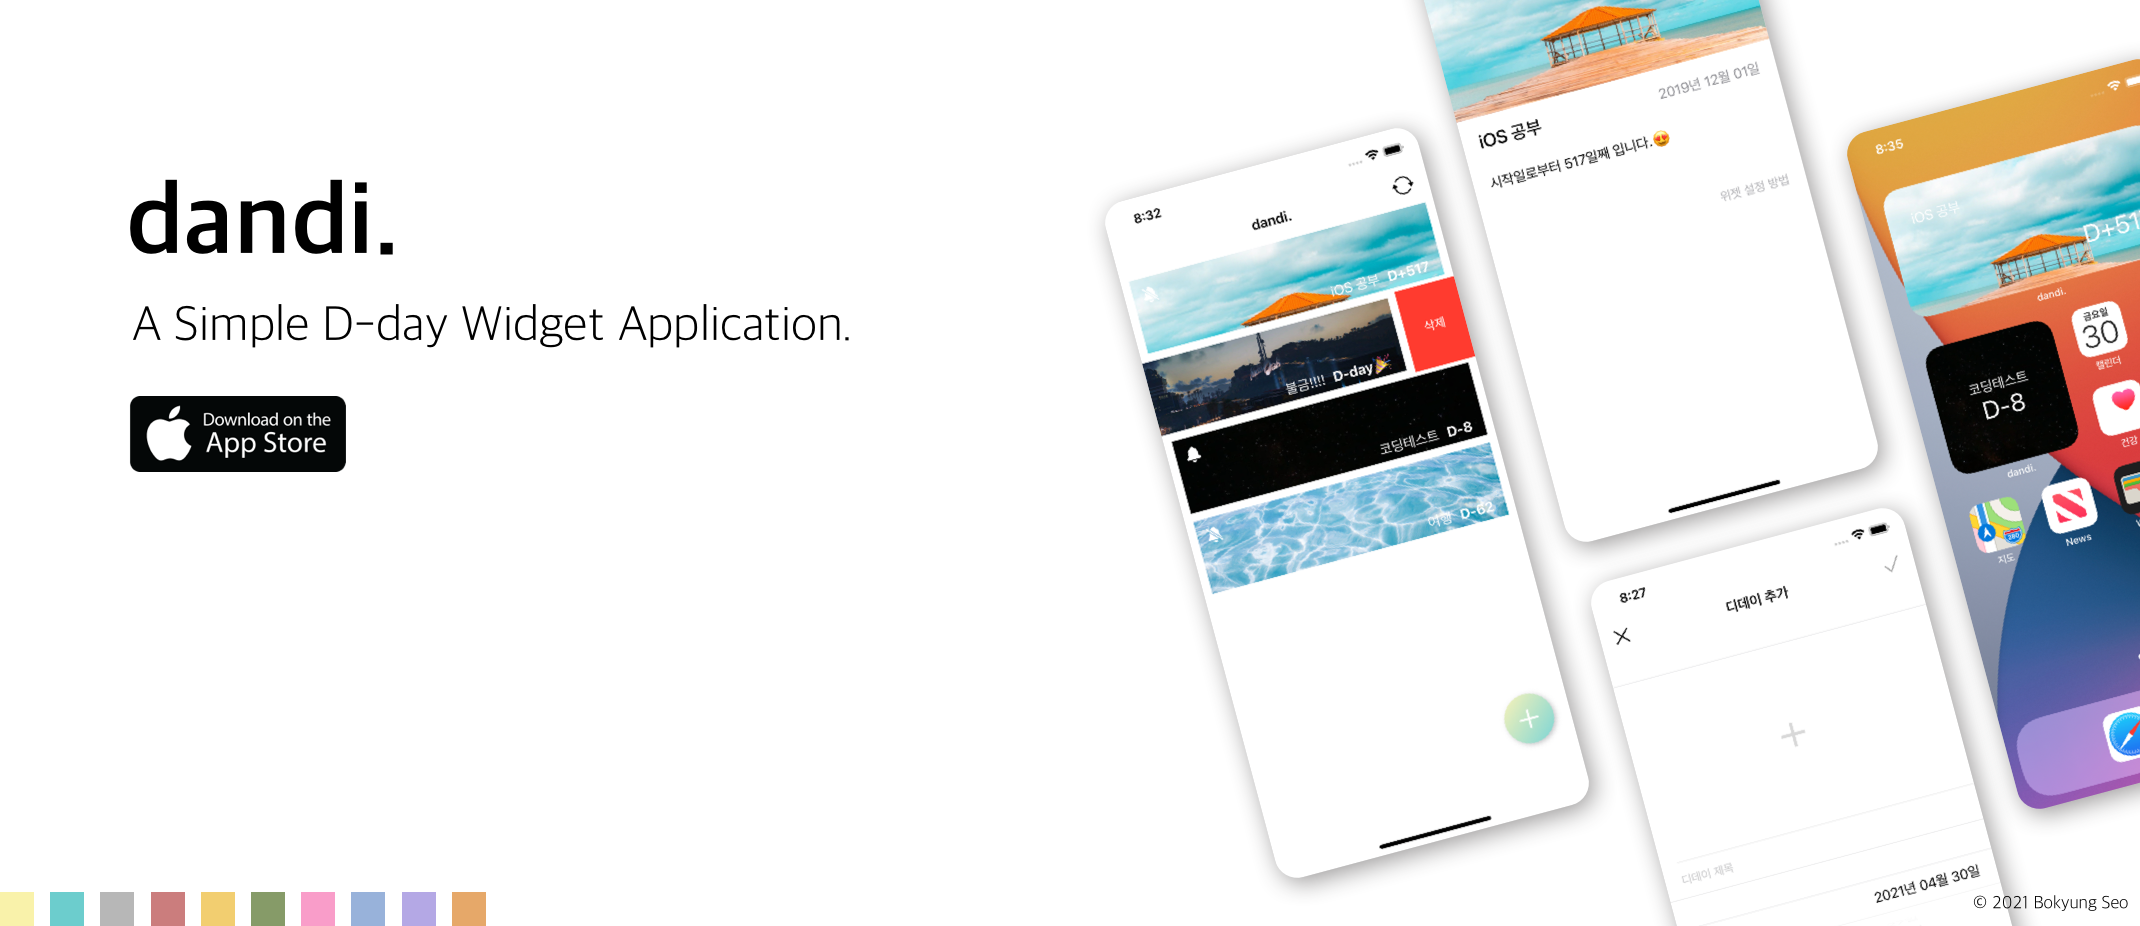 dandi.
A Simple D-day Widget Application.
Download on the
App Store
8:32
dandi.
iOS 공부 D+517
불금!!!! D-day🎉
삭제
코딩테스트 D-8
여행 D-62
2019년 12월 01일
iOS 공부
시작일로부터 517일째 입니다.😍
위젯 설정 방법
8:27
디데이 추가
디데이 제목
2021년 04월 30일
8:35
iOS 공부
D+51
dandi.
코딩테스트
D-8
dandi.
금요일
30
캘린더
건강
280
지도
News
© 2021 Bokyung Seo